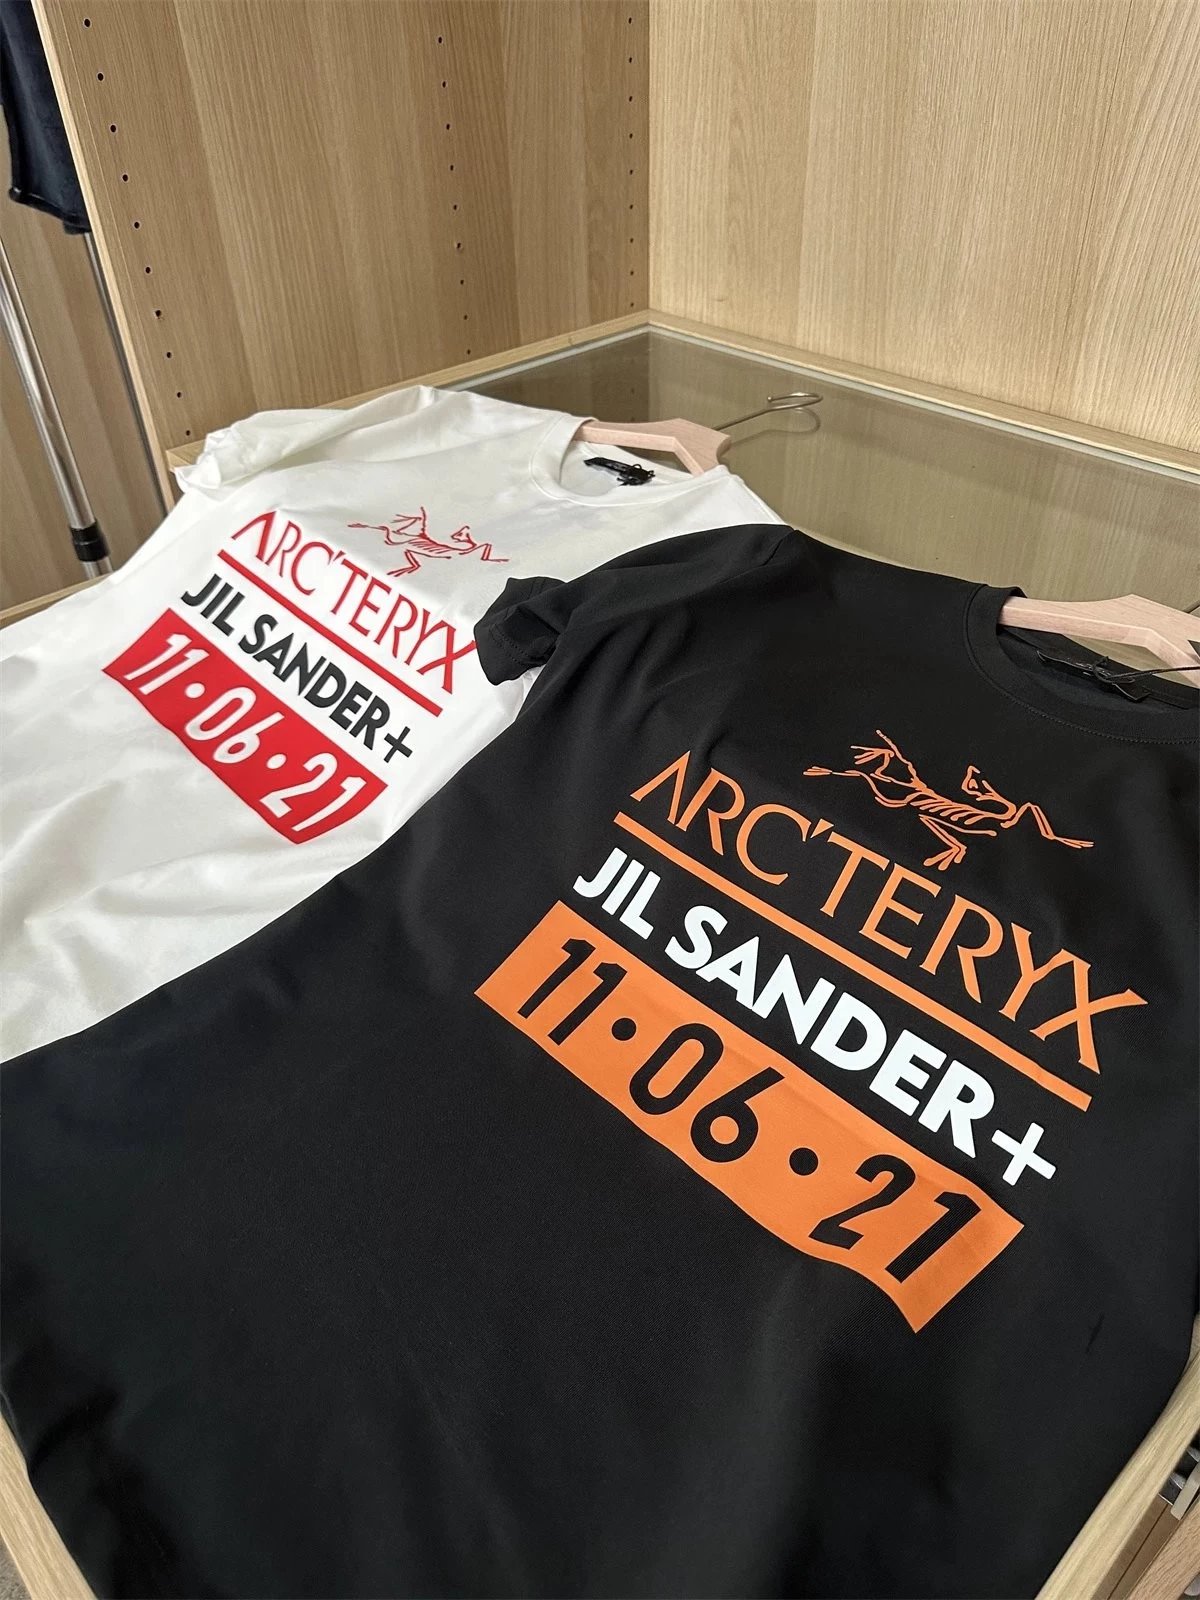 ARC'TERYX
JIL SANDER+
11•06•21
ARC'TERYX
JIL SANDER+
11•06•21